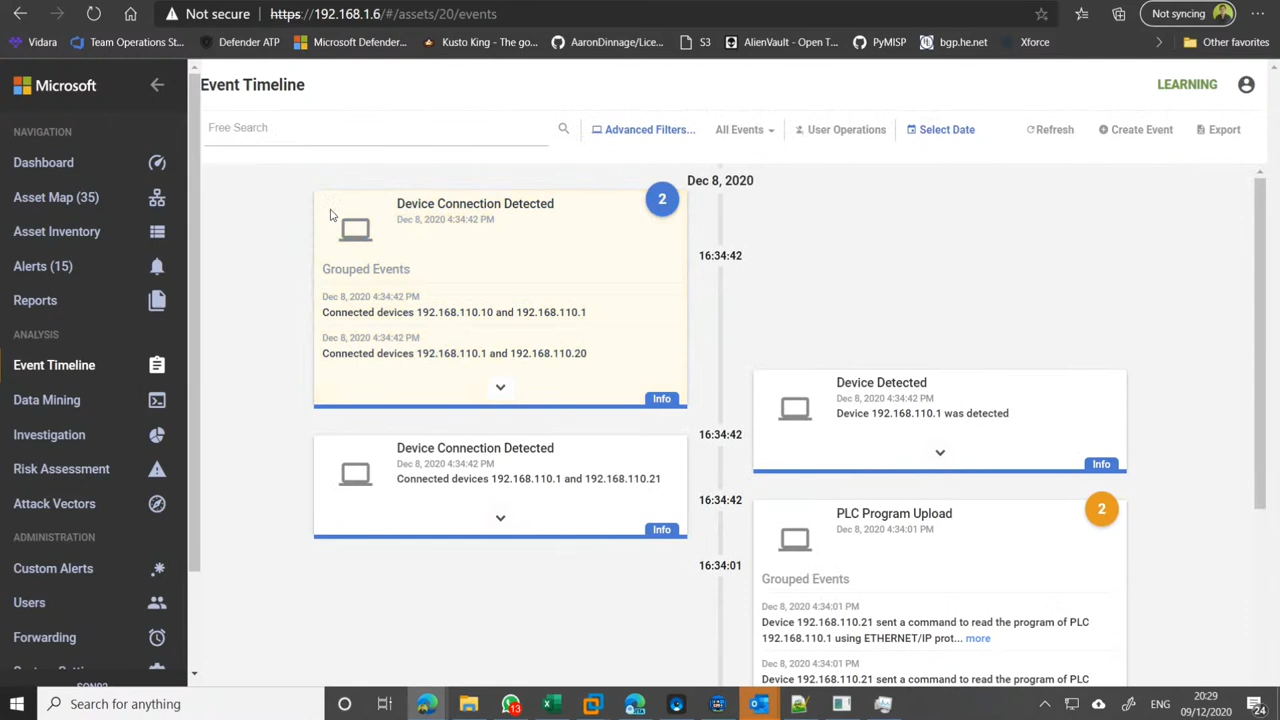 Not secure https://192.168.1.6/#/assets/20/events Not syncing
Vidara Team Operations St... Defender ATP Microsoft Defender... Kusto King - The go... AaronDinnage/Lice... S3 AlienVault - Open T... PyMISP bgp.he.net Xforce Other favorites
Microsoft
NAVIGATION
Dashboard
Asset Map (35)
Asset Inventory
Alerts (15)
Reports
ANALYSIS
Event Timeline
Data Mining
Investigation
Risk Assessment
Attack Vectors
ADMINISTRATION
Custom Alerts
Users
Forwarding
Event Timeline
LEARNING
Free Search
Advanced Filters... All Events User Operations Select Date Refresh Create Event Export
Dec 8, 2020
Device Connection Detected
Dec 8, 2020 4:34:42 PM
2
Grouped Events
Dec 8, 2020 4:34:42 PM
Connected devices 192.168.110.10 and 192.168.110.1
Dec 8, 2020 4:34:42 PM
Connected devices 192.168.110.1 and 192.168.110.20
Info
16:34:42
Device Detected
Dec 8, 2020 4:34:42 PM
Device 192.168.110.1 was detected
Info
16:34:42
Device Connection Detected
Dec 8, 2020 4:34:42 PM
Connected devices 192.168.110.1 and 192.168.110.21
Info
16:34:42
PLC Program Upload
Dec 8, 2020 4:34:01 PM
2
16:34:01
Grouped Events
Dec 8, 2020 4:34:01 PM
Device 192.168.110.21 sent a command to read the program of PLC
192.168.110.1 using ETHERNET/IP prot... more
Dec 8, 2020 4:34:01 PM
Device 192.168.110.21 sent a command to read the program of PLC
Search for anything
13
ENG
20:29
09/12/2020
24